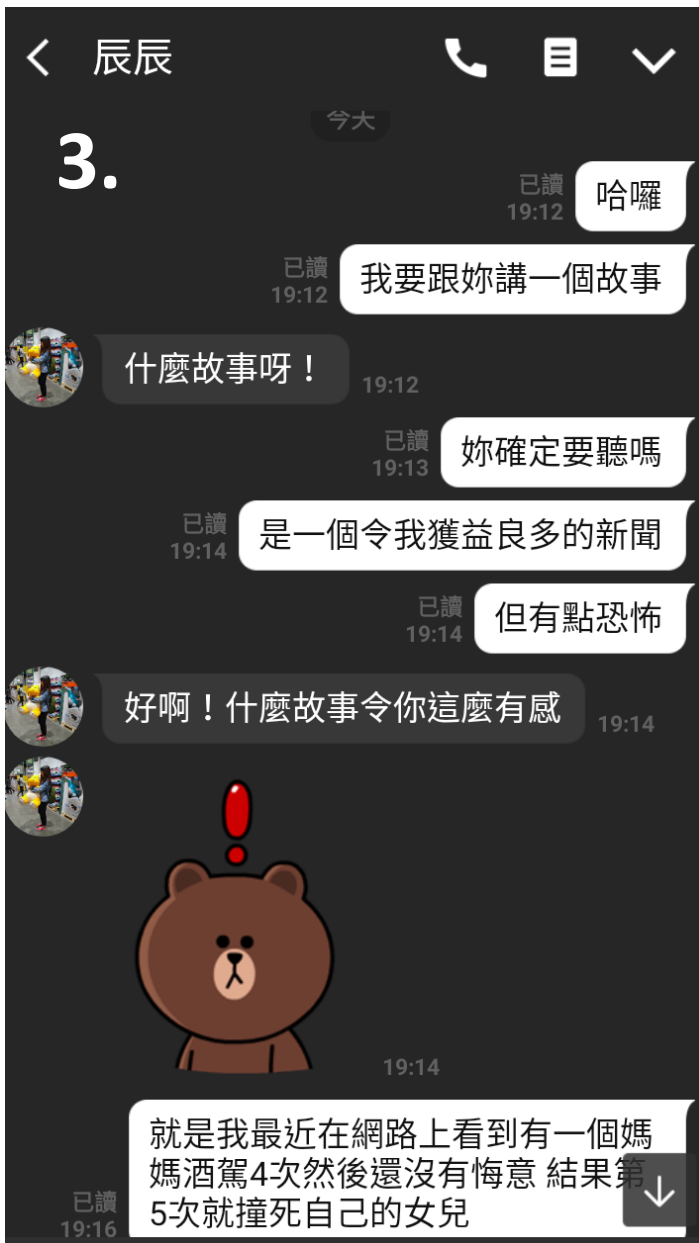 辰辰
今天
3.
已讀
19:12
哈囉
已讀
19:12
我要跟妳講一個故事
什麼故事呀！
19:12
已讀
19:13
妳確定要聽嗎
已讀
19:14
是一個令我獲益良多的新聞
已讀
19:14
但有點恐怖
好啊！什麼故事令你這麼有感
19:14
19:14
就是我最近在網路上看到有一個媽
媽酒駕4次然後還沒有悔意 結果第
5次就撞死自己的女兒
已讀
19:16